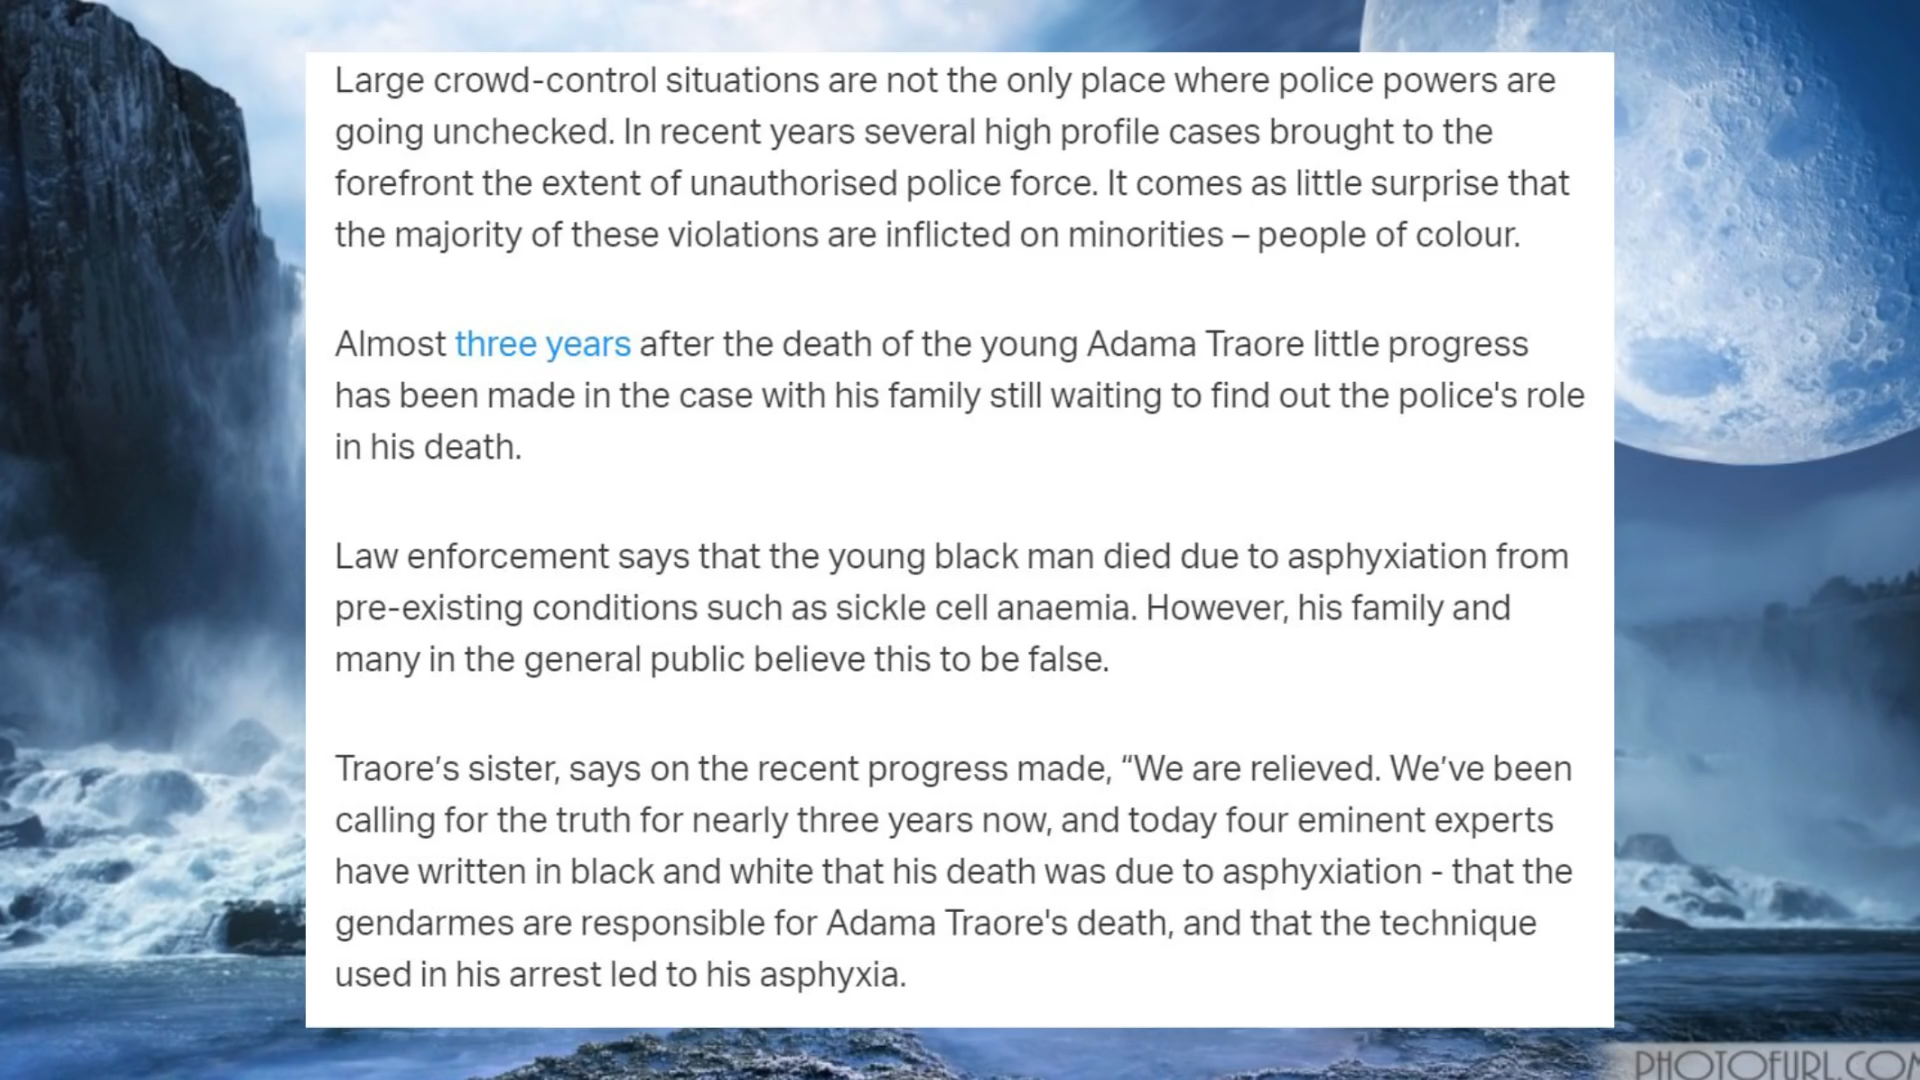 Large crowd-control situations are not the only place where police powers are
going unchecked. In recent years several high profile cases brought to the
forefront the extent of unauthorised police force. It comes as little surprise that
the majority of these violations are inflicted on minorities – people of colour.
Almost three years after the death of the young Adama Traore little progress
has been made in the case with his family still waiting to find out the police's role
in his death.
Law enforcement says that the young black man died due to asphyxiation from
pre-existing conditions such as sickle cell anaemia. However, his family and
many in the general public believe this to be false.
Traore’s sister, says on the recent progress made, “We are relieved. We’ve been
calling for the truth for nearly three years now, and today four eminent experts
have written in black and white that his death was due to asphyxiation - that the
gendarmes are responsible for Adama Traore's death, and that the technique
used in his arrest led to his asphyxia.
PHOTOFURL.COM